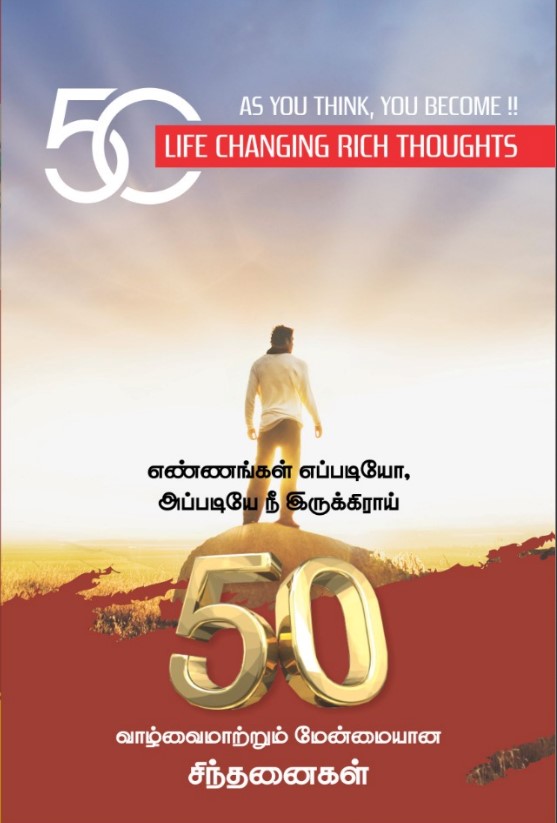 50
AS YOU THINK, YOU BECOME !!
LIFE CHANGING RICH THOUGHTS
எண்ணங்கள் எப்படியோ,
அப்படியே நீ இருக்கிறாய்
50
வாழ்வைமாற்றும் மேன்மையான
சிந்தனைகள்